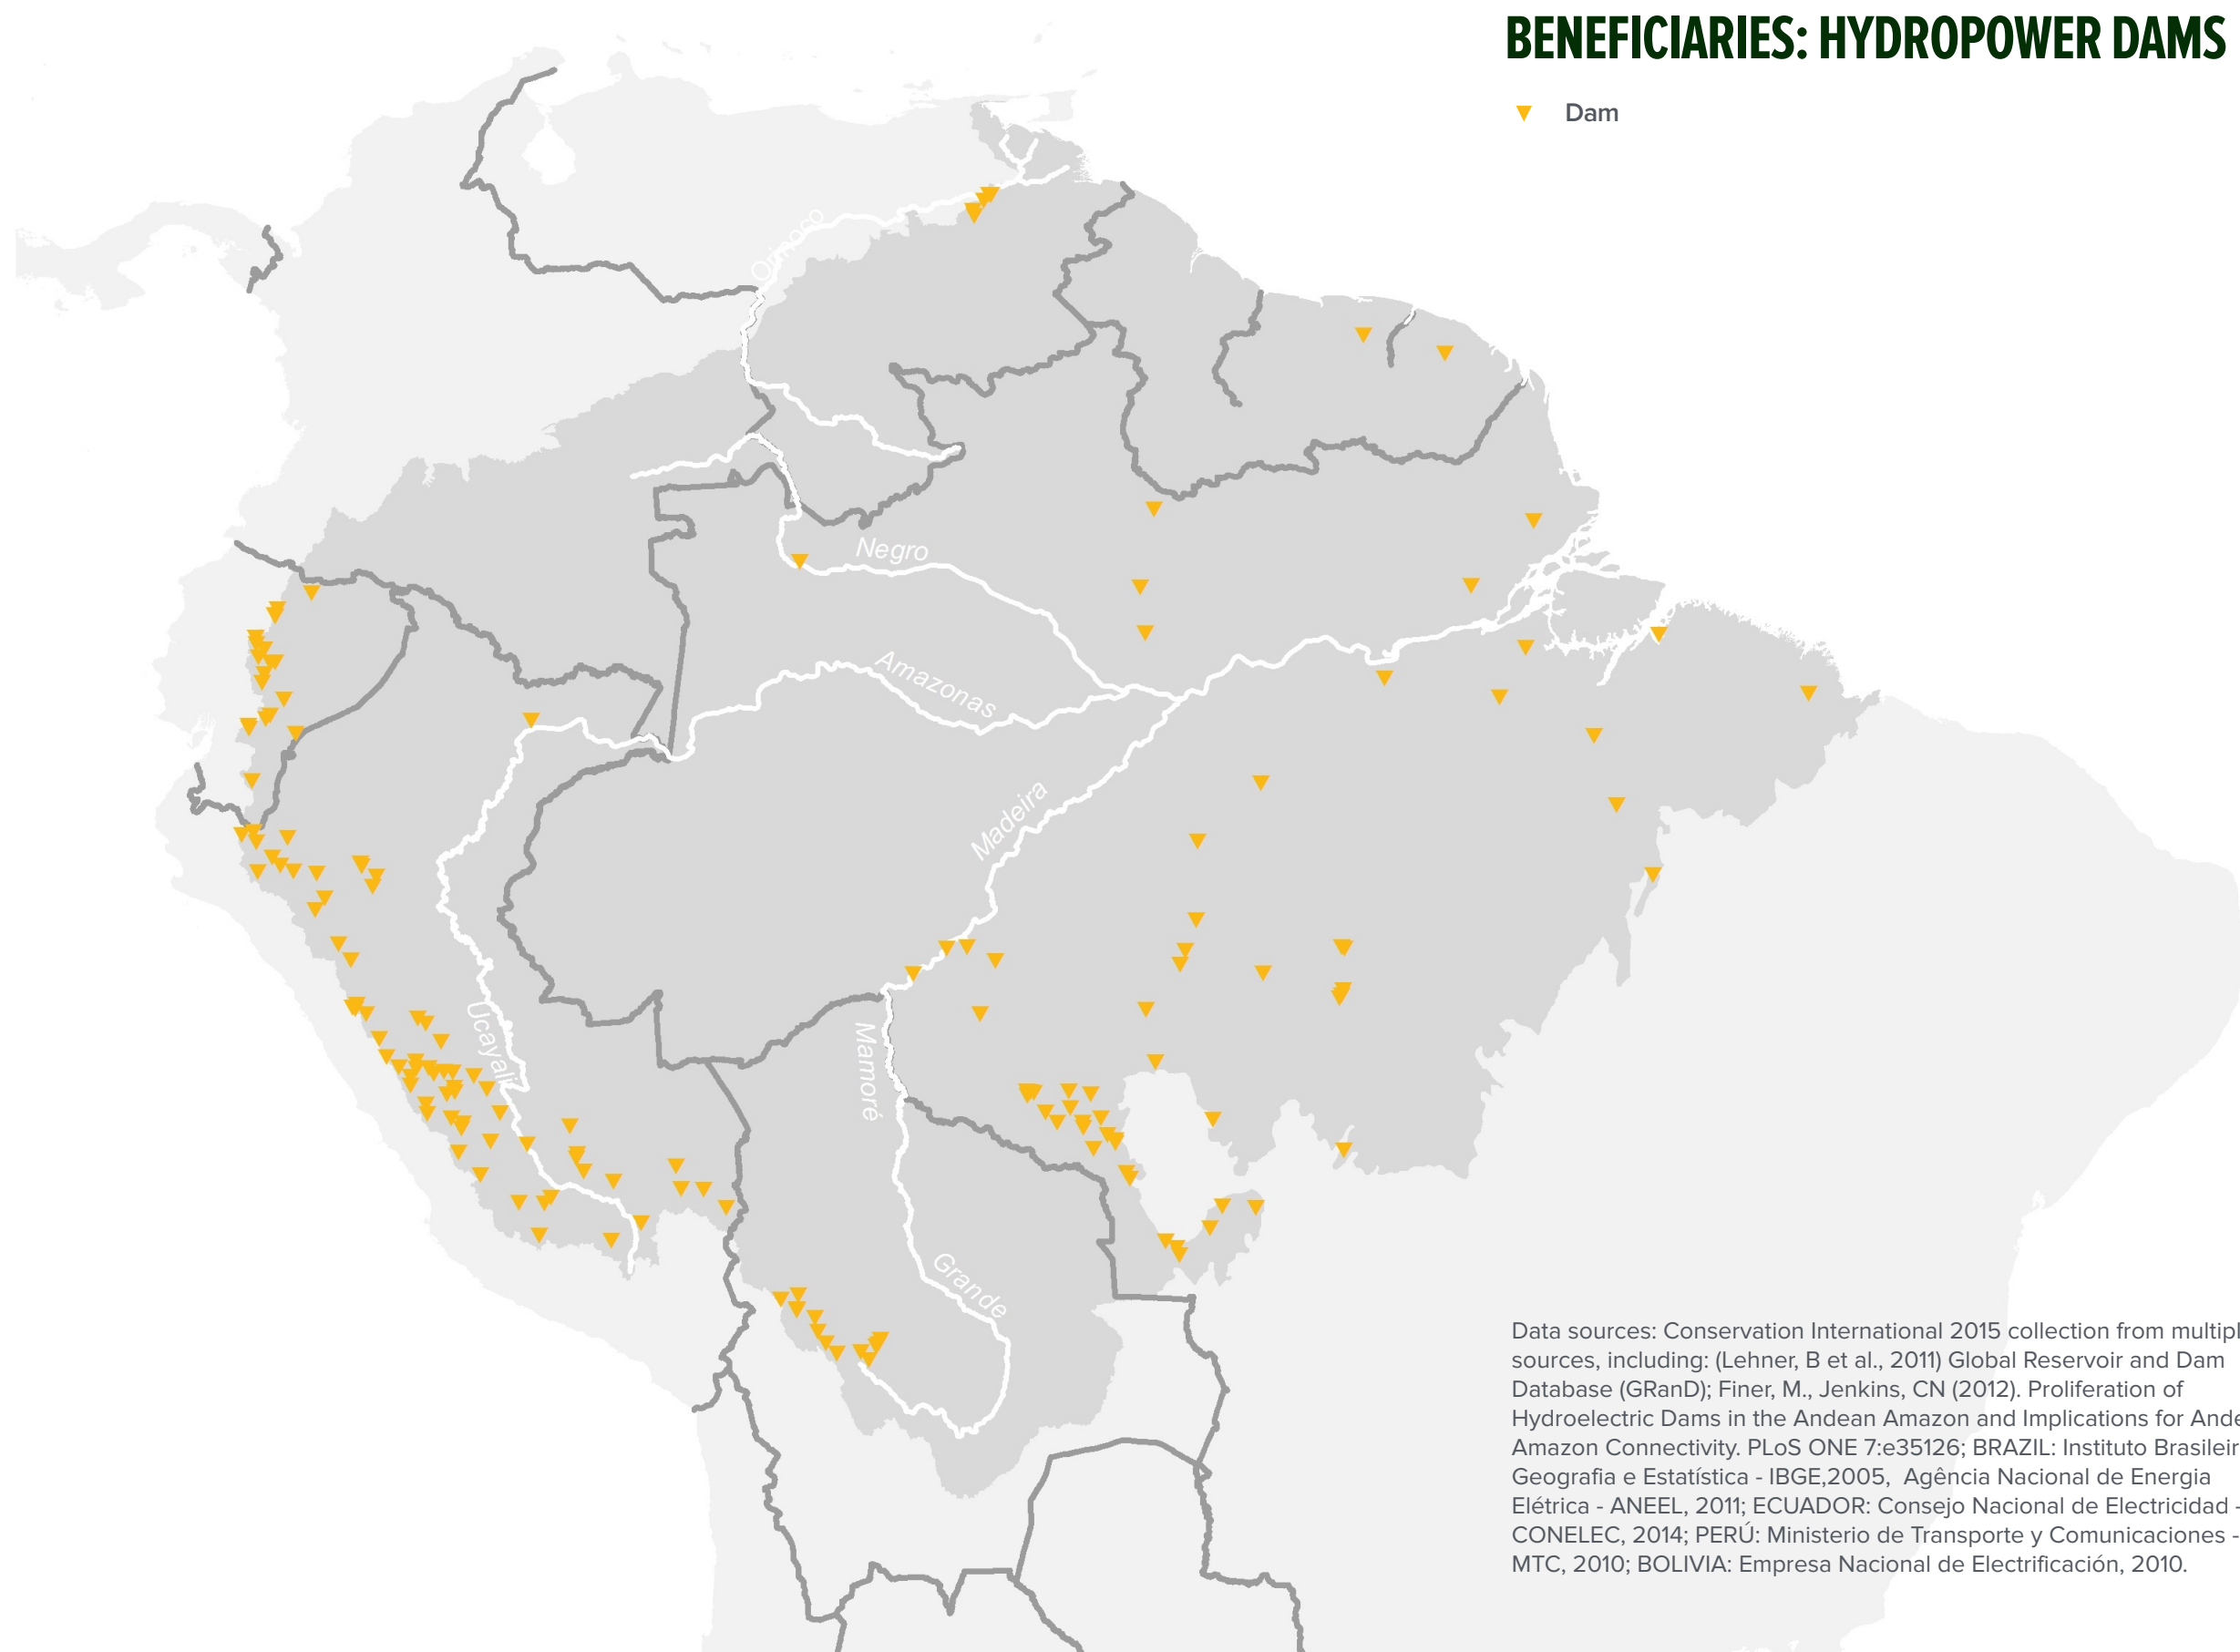 BENEFICIARIES: HYDROPOWER DAMS
Dam
Orinoco
Negro
Amazonas
Madeira
Ucayali
Mamoré
Grande
Data sources: Conservation International 2015 collection from multipl
sources, including: (Lehner, B et al., 2011) Global Reservoir and Dam
Database (GRanD); Finer, M., Jenkins, CN (2012). Proliferation of
Hydroelectric Dams in the Andean Amazon and Implications for Ande
Amazon Connectivity. PLoS ONE 7:e35126; BRAZIL: Instituto Brasileir
Geografia e Estatística - IBGE,2005, Agência Nacional de Energia
Elétrica - ANEEL, 2011; ECUADOR: Consejo Nacional de Electricidad -
CONELEC, 2014; PERÚ: Ministerio de Transporte y Comunicaciones -
MTC, 2010; BOLIVIA: Empresa Nacional de Electrificación, 2010.